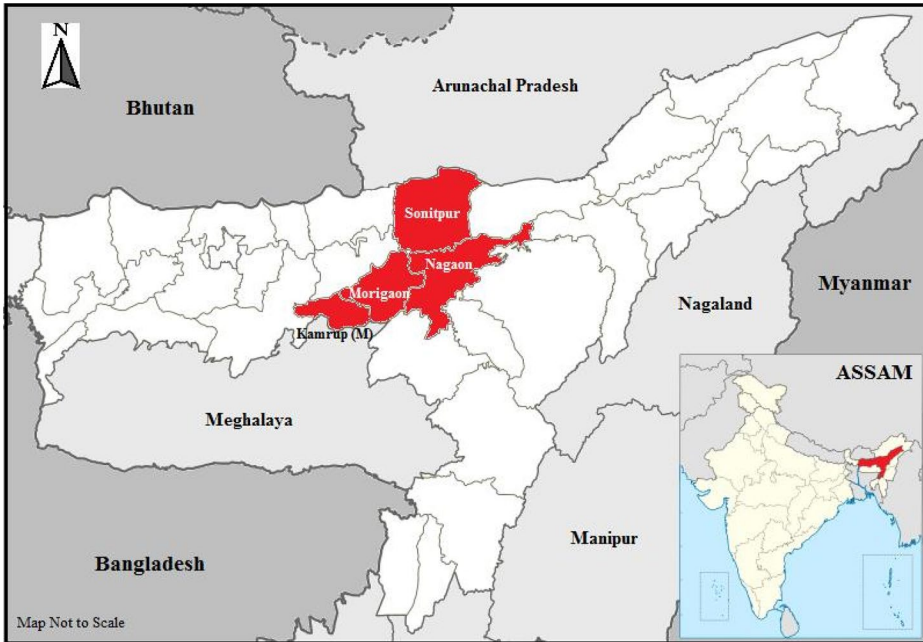 N
Bhutan
Arunachal Pradesh
Sonitpur
Nagaon
Morigaon
Kamrup (M)
Nagaland
Myanmar
Meghalaya
ASSAM
Manipur
Bangladesh
Map Not to Scale